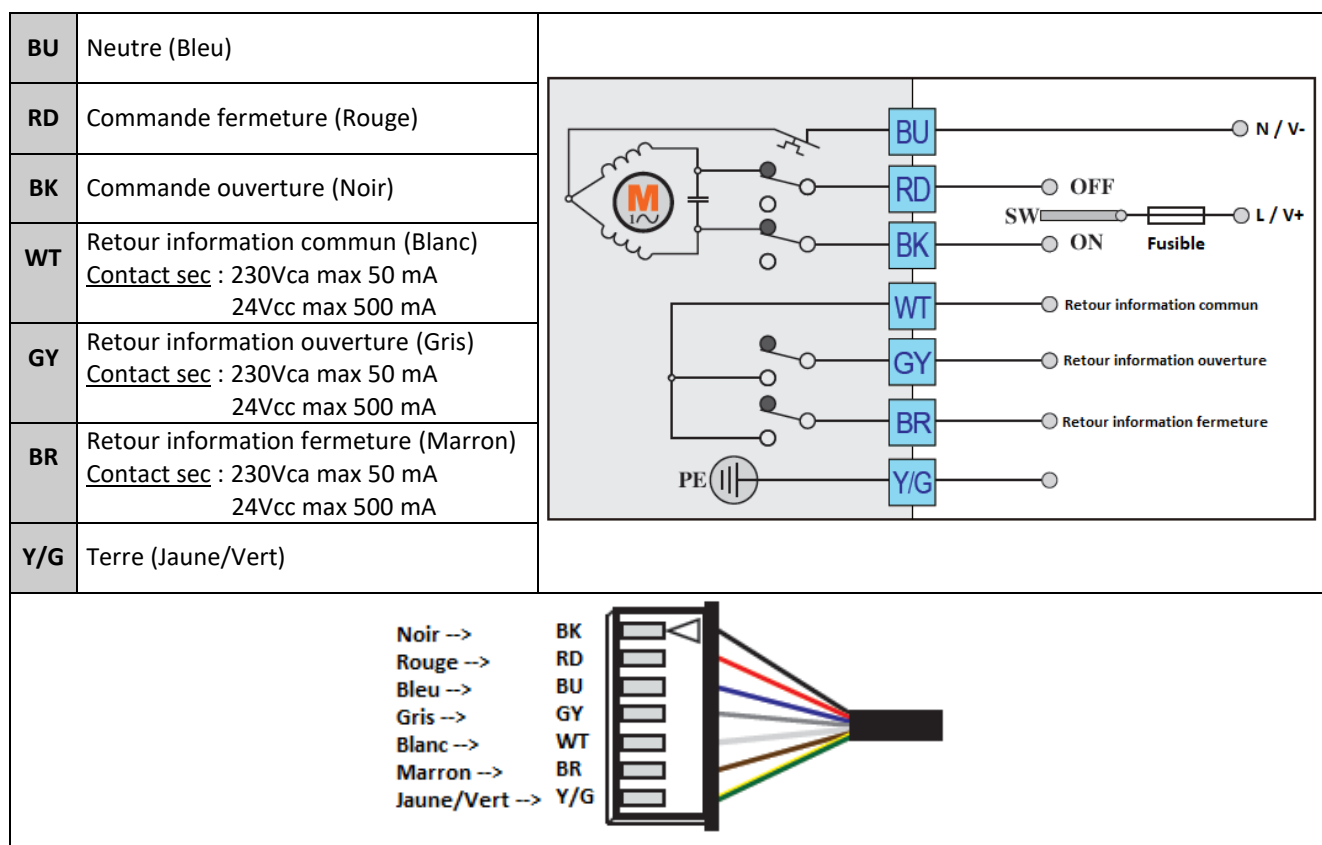 BU Neutre (Bleu)
RD Commande fermeture (Rouge)
BK Commande ouverture (Noir)
WT Retour information commun (Blanc)
Contact sec : 230Vca max 50 mA
24Vcc max 500 mA
GY Retour information ouverture (Gris)
Contact sec : 230Vca max 50 mA
24Vcc max 500 mA
BR Retour information fermeture (Marron)
Contact sec : 230Vca max 50 mA
24Vcc max 500 mA
Y/G Terre (Jaune/Vert)
BU N / V-
M
1
RD OFF
SW L / V+
BK ON Fusible
WT Retour information commun
GY Retour information ouverture
BR Retour information fermeture
PE Y/G
Noir --> BK
Rouge --> RD
Bleu --> BU
Gris --> GY
Blanc --> WT
Marron --> BR
Jaune/Vert --> Y/G